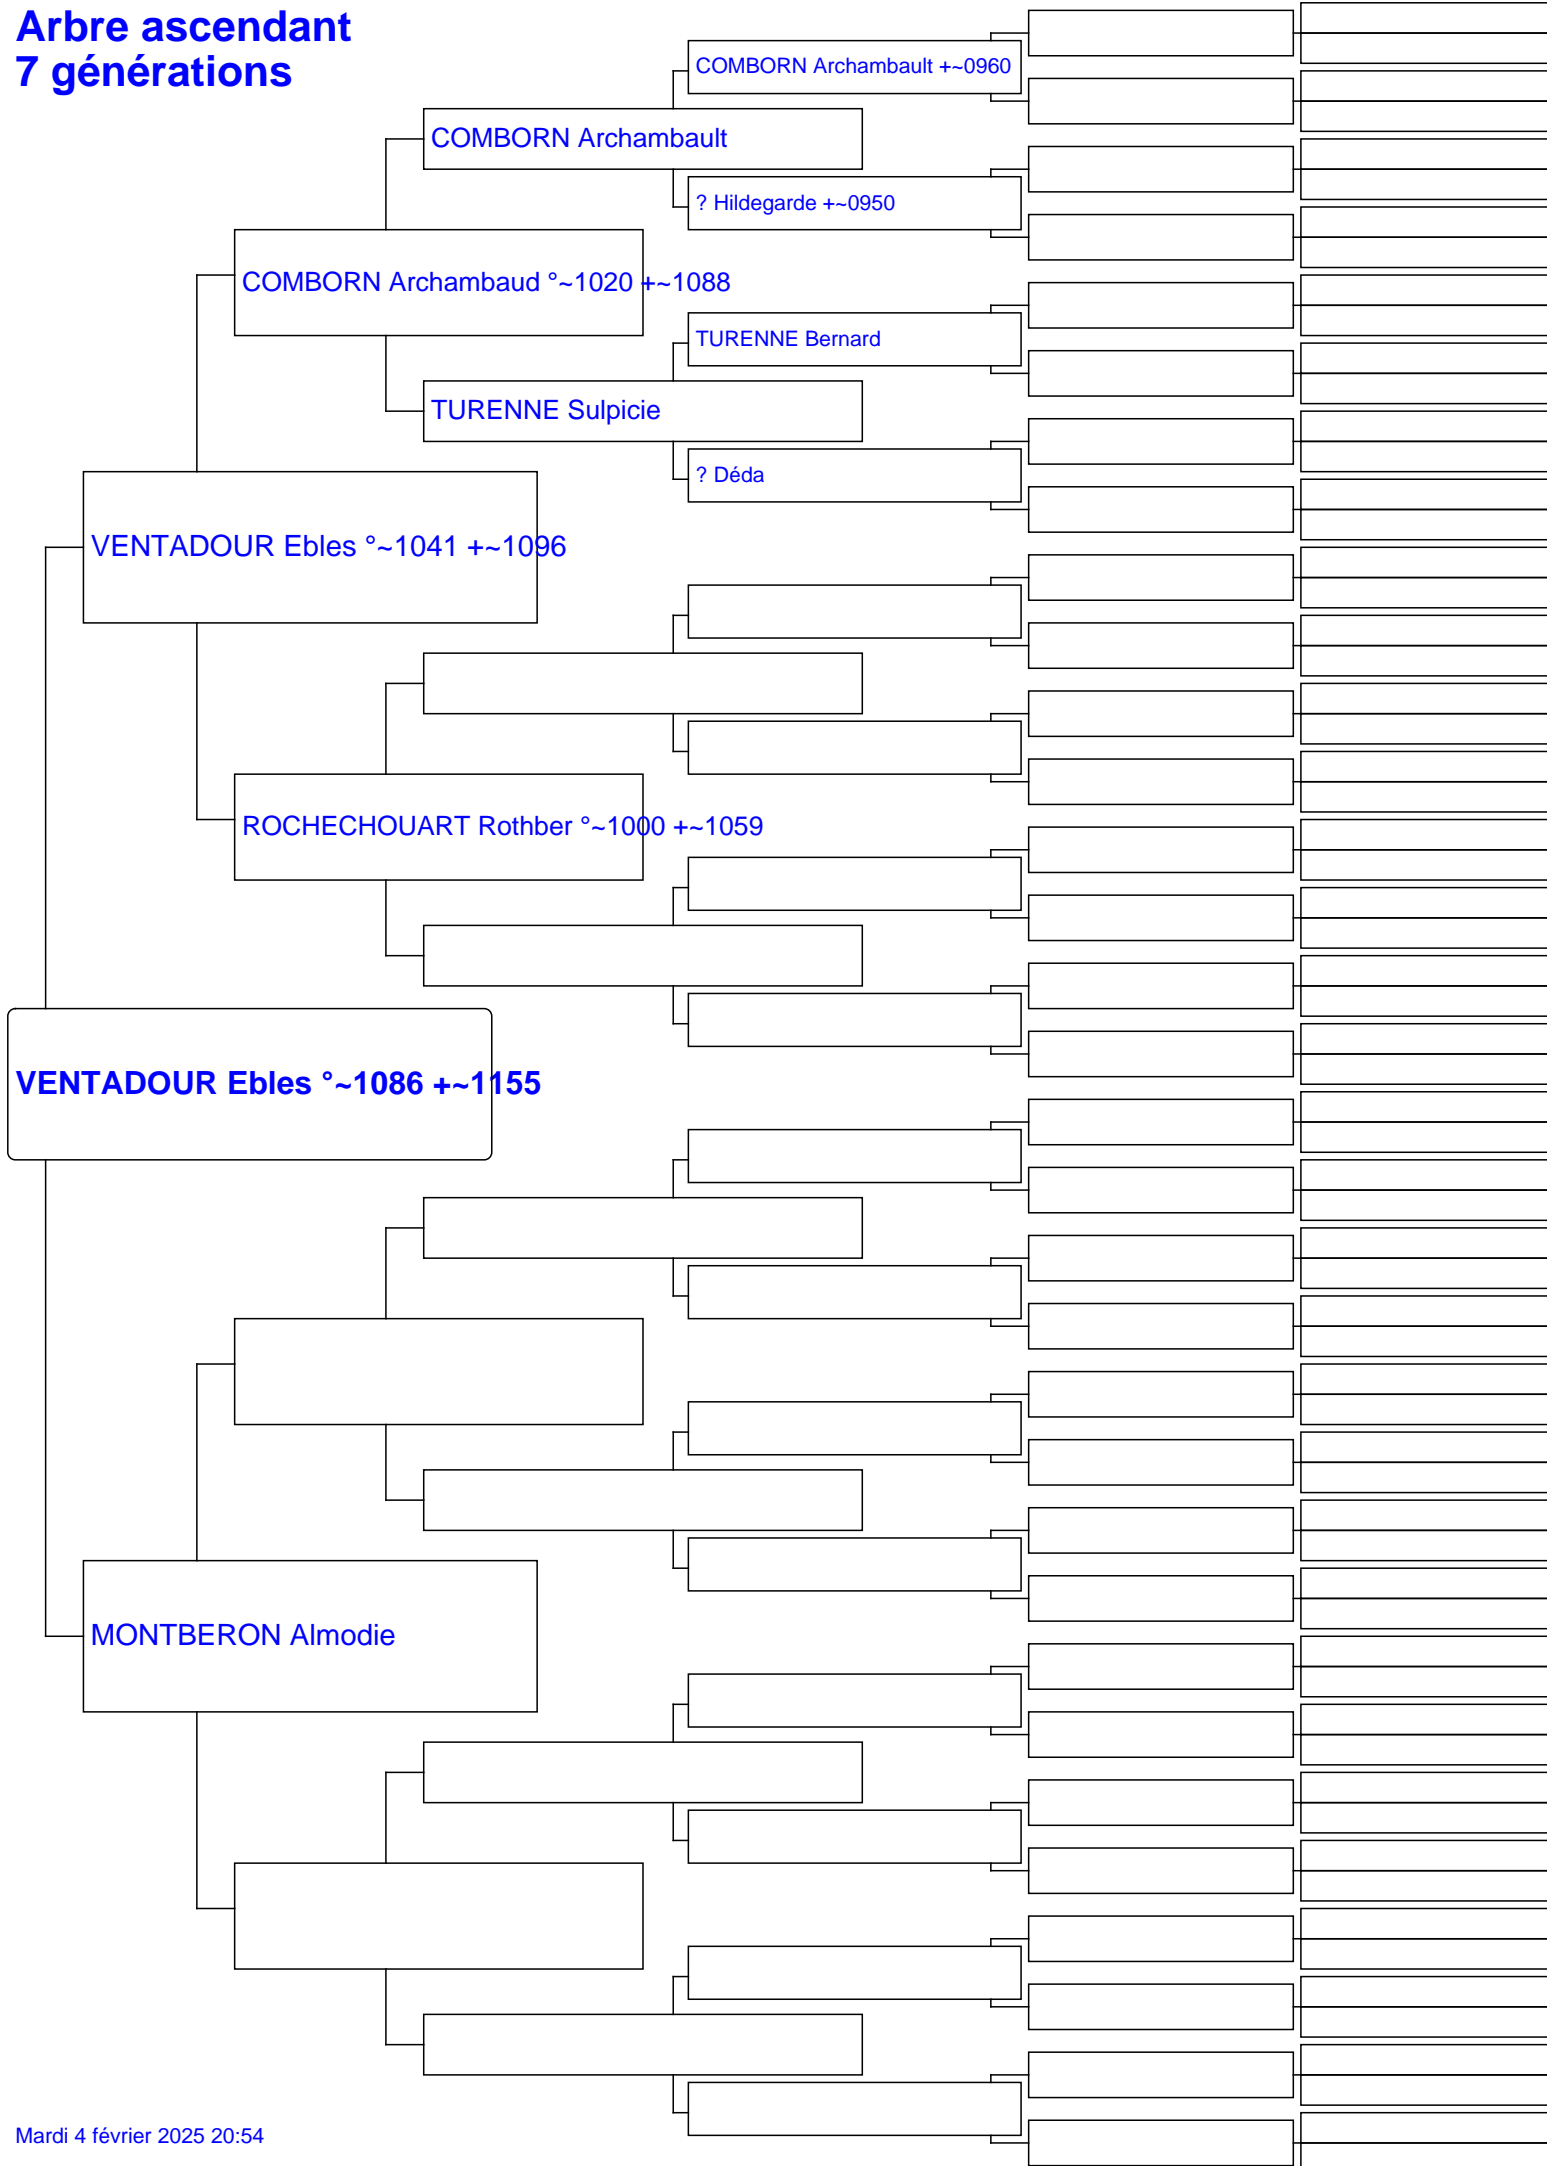 Arbre ascendant
7 générations
COMBORN Archambault +~0960
COMBORN Archambault
? Hildegarde +~0950
COMBORN Archambaud °~1020 +~1088
TURENNE Bernard
TURENNE Sulpicie
? Déda
VENTADOUR Ebles °~1041 +~1096
ROCHECHOUART Rothber °~1000 +~1059
VENTADOUR Ebles °~1086 +~1155
MONTBERON Almodie
Mardi 4 février 2025 20:54